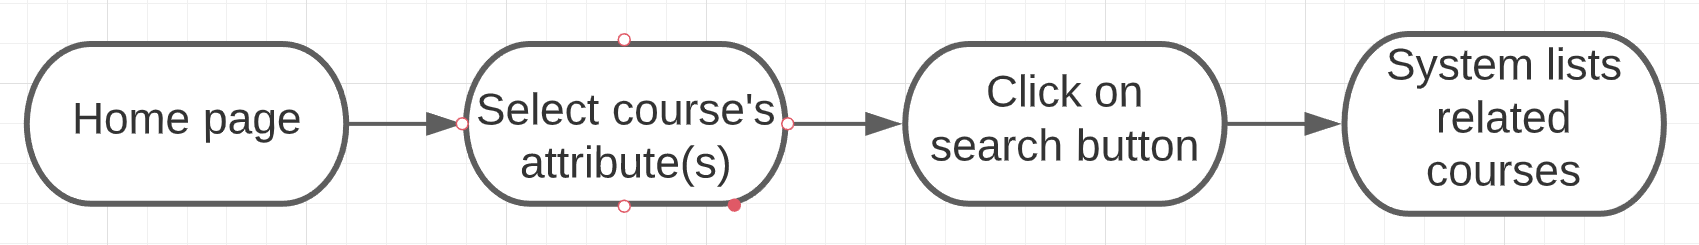 Home page
Select course's
attribute(s)
Click on
search button
System lists
related
courses